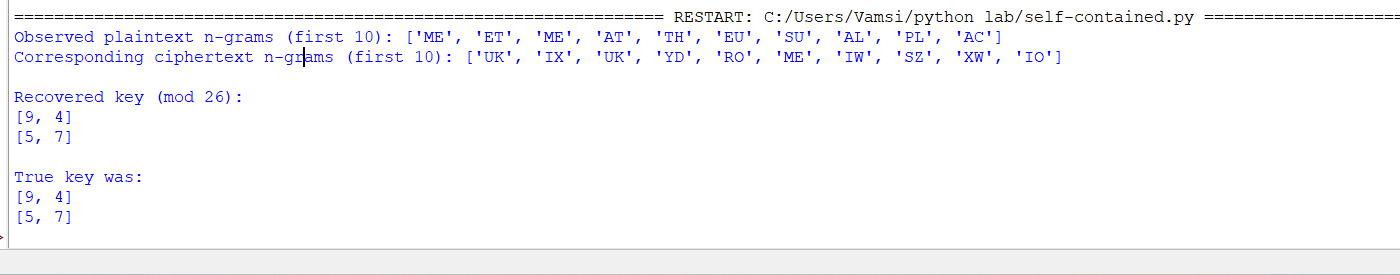 ================================================================= RESTART: C:/Users/Vamsi/python lab/self-contained.py ====================
Observed plaintext n-grams (first 10): ['ME', 'ET', 'ME', 'AT', 'TH', 'EU', 'SU', 'AL', 'PL', 'AC']
Corresponding ciphertext n-grams (first 10): ['UK', 'IX', 'UK', 'YD', 'RO', 'ME', 'IW', 'SZ', 'XW', 'IO']
Recovered key (mod 26):
[9, 4]
[5, 7]
True key was:
[9, 4]
[5, 7]
>